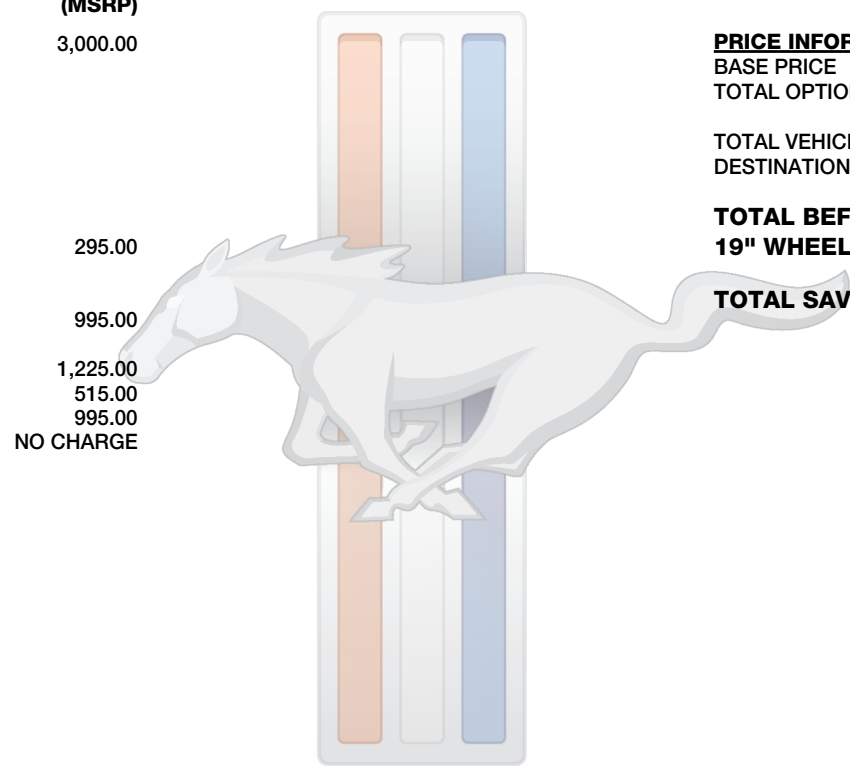 (MSRP)
3,000.00
295.00
995.00
1,225.00
515.00
995.00
NO CHARGE
PRICE INFOR
BASE PRICE
TOTAL OPTIO
TOTAL VEHICL
DESTINATION
TOTAL BEF
19" WHEEL
TOTAL SAV